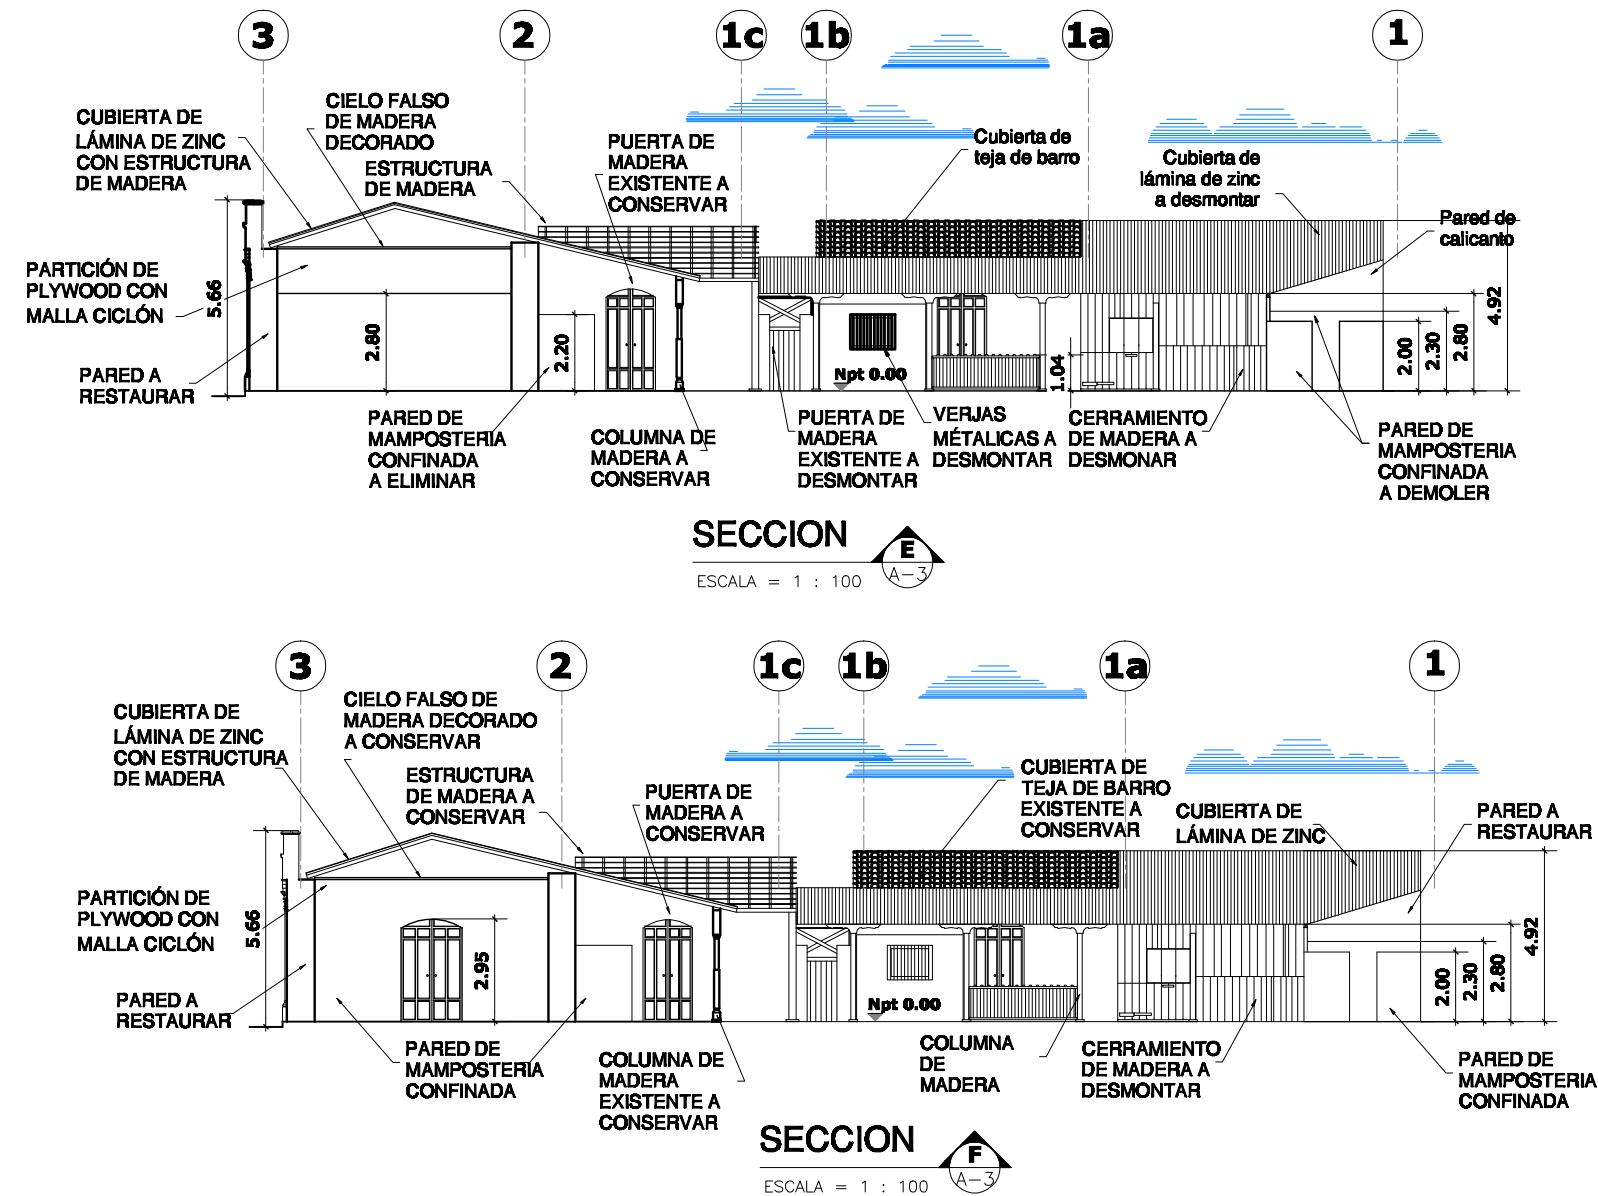 3
2
1c
1b
1a
1
CUBIERTA DE
LÁMINA DE ZINC
CON ESTRUCTURA
DE MADERA
CIELO FALSO
DE MADERA
DECORADO
ESTRUCTURA
DE MADERA
PUERTA DE
MADERA
EXISTENTE A
CONSERVAR
Cubierta de
teja de barro
Cubierta de
lámina de zinc
a desmontar
Pared de
calicanto
PARTICIÓN DE
PLYWOOD CON
MALLA CICLÓN
5.66
2.80
2.20
Npt 0.00
1.04
2.00
2.30
2.80
4.92
PARED A
RESTAURAR
PARED DE
MAMPOSTERIA
CONFINADA
A ELIMINAR
COLUMNA DE
MADERA A
CONSERVAR
PUERTA DE
MADERA
EXISTENTE A
DESMONTAR
VERJAS
MÉTALICAS A
DESMONTAR
CERRAMIENTO
DE MADERA A
DESMONAR
PARED DE
MAMPOSTERIA
CONFINADA
A DEMOLER
SECCION
E
A-3
ESCALA = 1 : 100
3
2
1c
1b
1a
1
CUBIERTA DE
LÁMINA DE ZINC
CON ESTRUCTURA
DE MADERA
CIELO FALSO DE
MADERA DECORADO
A CONSERVAR
ESTRUCTURA
DE MADERA A
CONSERVAR
PUERTA DE
MADERA A
CONSERVAR
CUBIERTA DE
TEJA DE BARRO
EXISTENTE A
CONSERVAR
CUBIERTA DE
LÁMINA DE ZINC
PARED A
RESTAURAR
PARTICIÓN DE
PLYWOOD CON
MALLA CICLÓN
5.66
2.95
Npt 0.00
2.00
2.30
2.80
4.92
PARED A
RESTAURAR
PARED DE
MAMPOSTERIA
CONFINADA
COLUMNA DE
MADERA
EXISTENTE A
CONSERVAR
COLUMNA
DE
MADERA
CERRAMIENTO
DE MADERA A
DESMONTAR
PARED DE
MAMPOSTERIA
CONFINADA
SECCION
F
A-3
ESCALA = 1 : 100